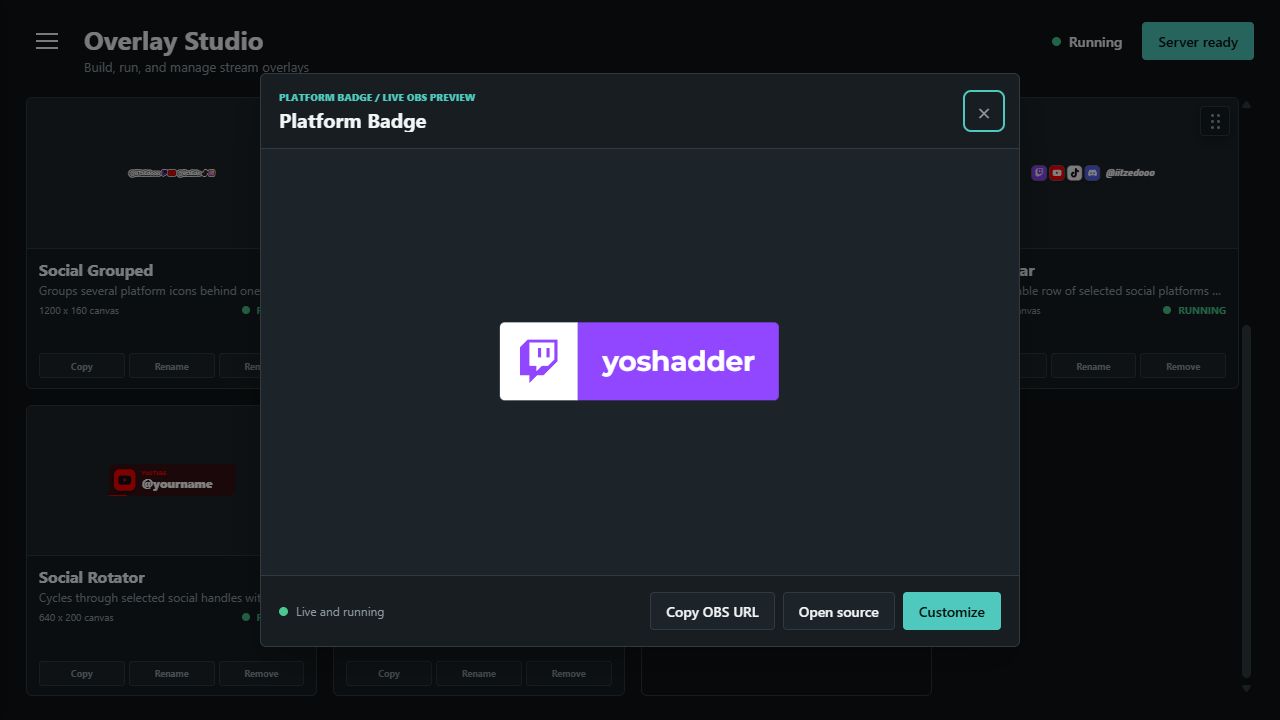 Overlay Studio
Build, run, and manage stream overlays
Running
Server ready
PLATFORM BADGE / LIVE OBS PREVIEW
Platform Badge
yoshadder
Live and running
Copy OBS URL
Open source
Customize
@iitzedooo
Social Grouped
Groups several platform icons behind one
1200 x 160 canvas
Copy
Rename
ar
row of selected social platforms ...
RUNNING
Rename
Remove
YOUTUBE
@yourname
Social Rotator
Cycles through selected social handles
640 x 200 canvas
Copy
Rename
Remove
Copy
Rename
Remove